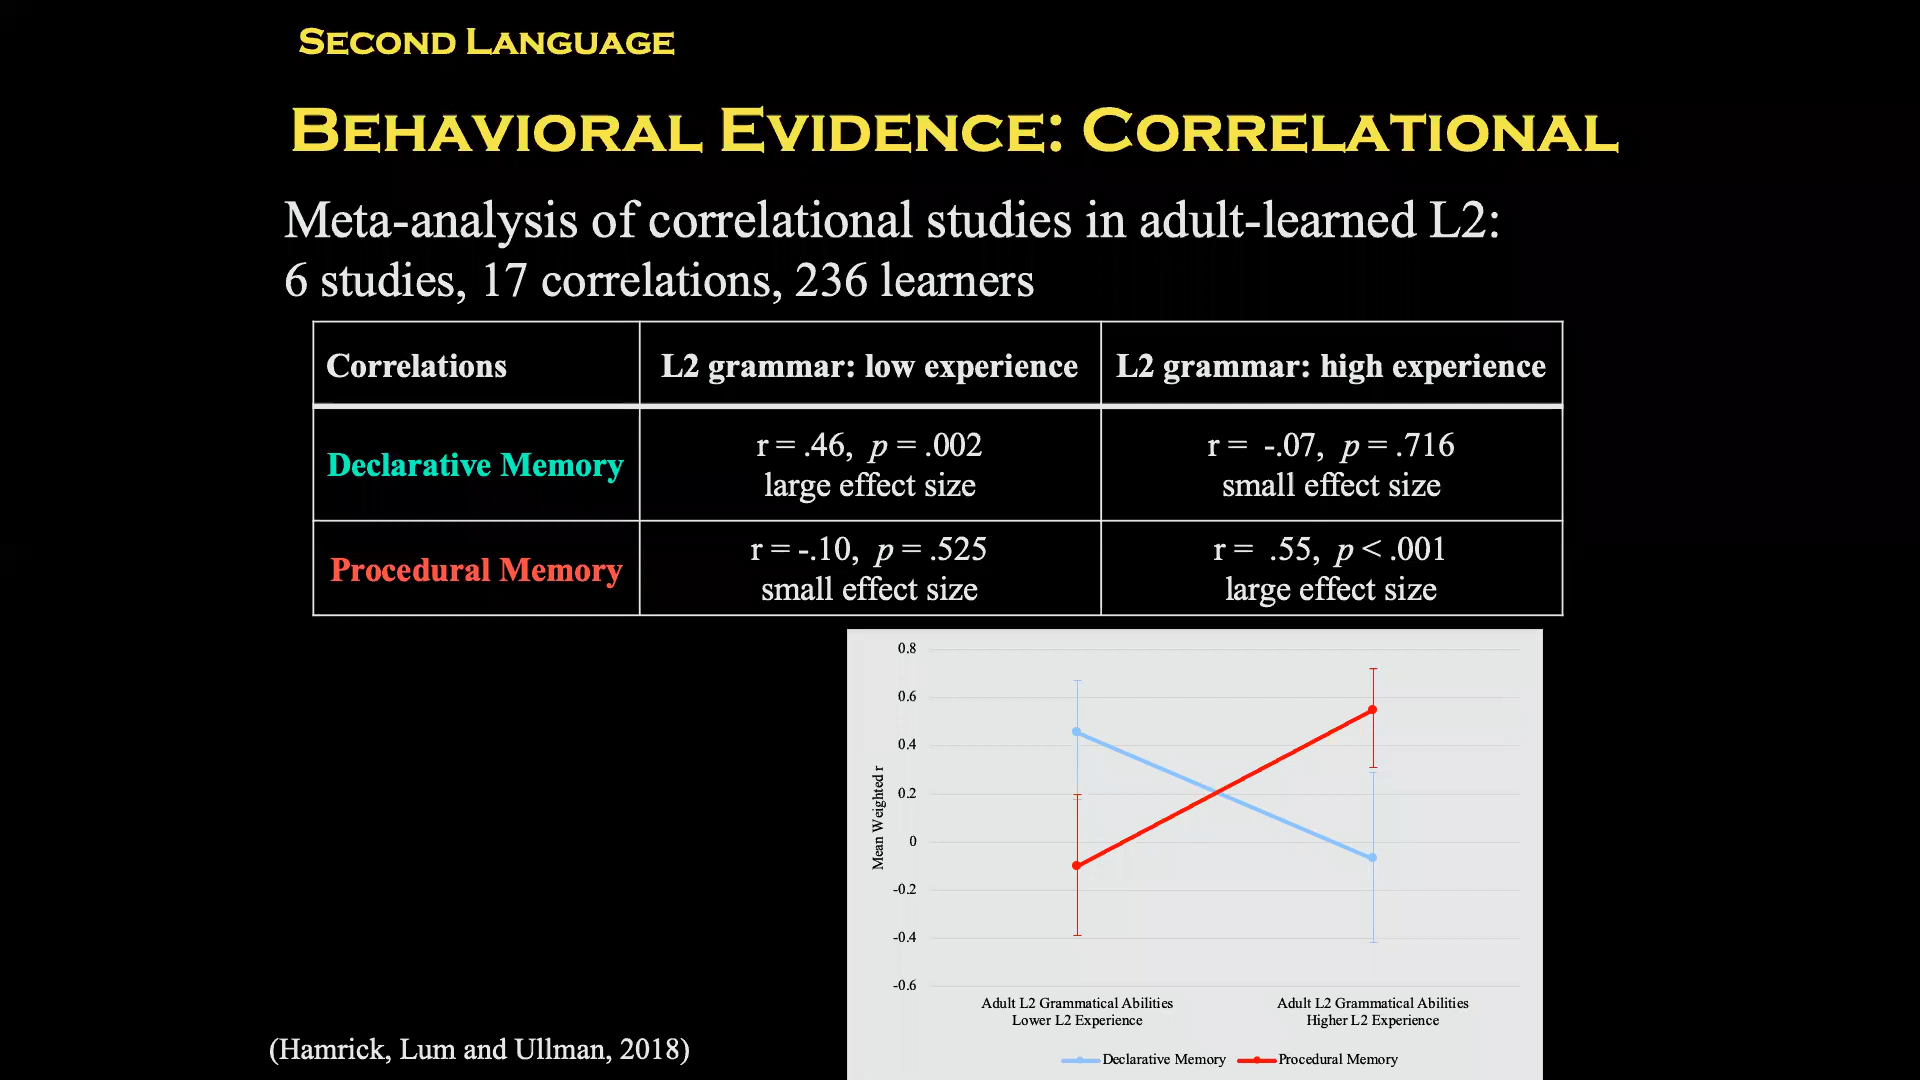 SECOND LANGUAGE
BEHAVIORAL EVIDENCE: CORRELATIONAL
Meta-analysis of correlational studies in adult-learned L2:
6 studies, 17 correlations, 236 learners
Correlations L2 grammar: low experience L2 grammar: high experience
Declarative Memory r = .46, p = .002 r = -.07, p = .716
large effect size small effect size
Procedural Memory r = -.10, p = .525 r = .55, p < .001
small effect size large effect size
0.8
0.6
0.4
0.2
0
-0.2
-0.4
-0.6
Mean Weighted r
Adult L2 Grammatical Abilities Adult L2 Grammatical Abilities
Lower L2 Experience Higher L2 Experience
Declarative Memory Procedural Memory
(Hamrick, Lum and Ullman, 2018)